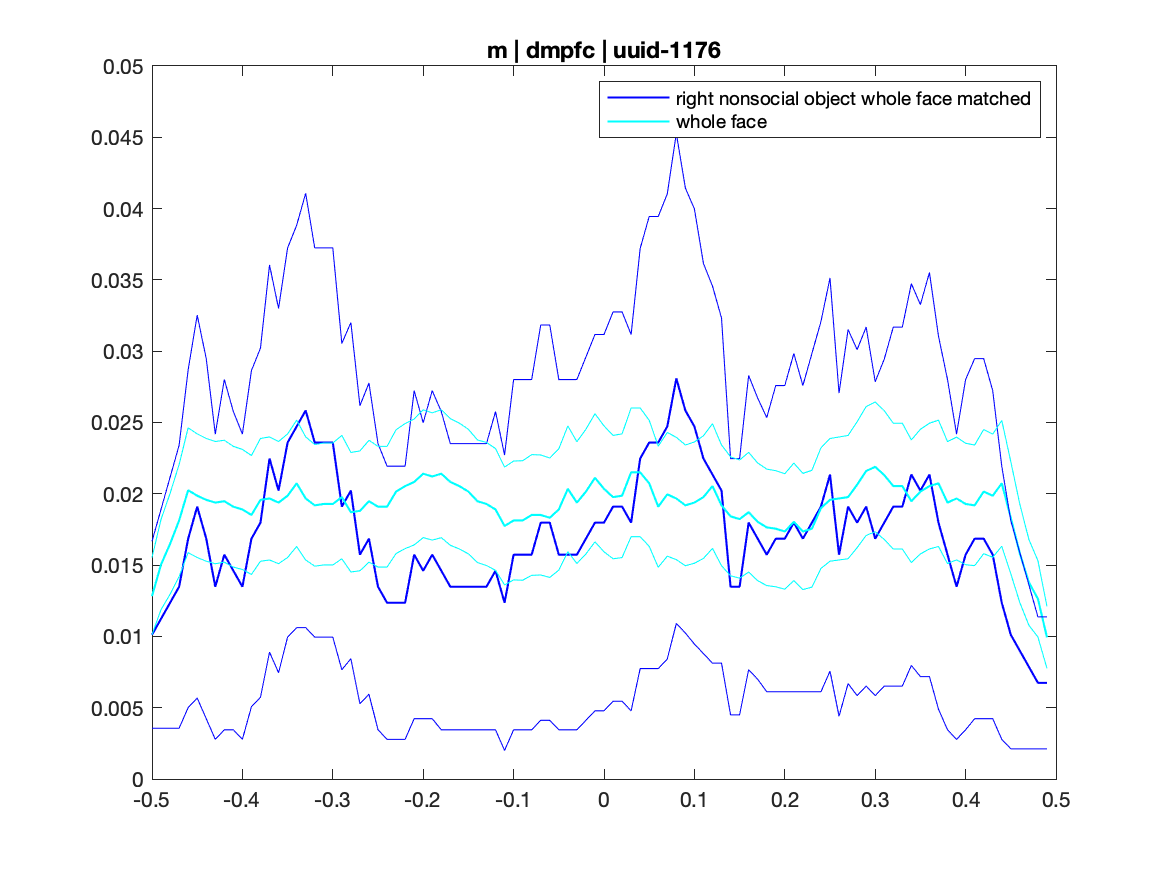 m | dmpfc | uuid-1176
right nonsocial object whole face matched
whole face
0.05
0.045
0.04
0.035
0.03
0.025
0.02
0.015
0.01
0.005
0
-0.5 -0.4 -0.3 -0.2 -0.1 0 0.1 0.2 0.3 0.4 0.5